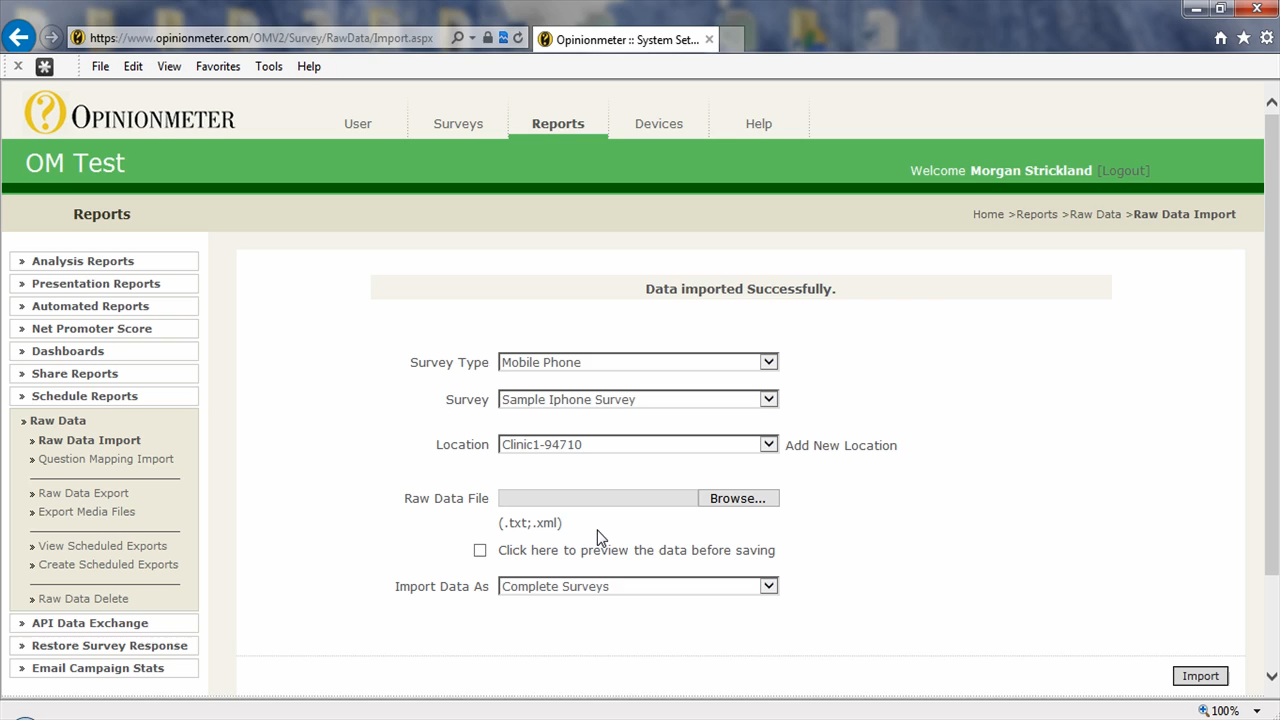 https://www.opinionmeter.com/OMV2/Survey/RawData/Import.aspx
Opinionmeter :: System Set...
File Edit View Favorites Tools Help
OPINIONMETER
User Surveys Reports Devices Help
OM Test
Welcome Morgan Strickland [Logout]
Reports
Home >Reports >Raw Data >Raw Data Import
» Analysis Reports
» Presentation Reports
» Automated Reports
» Net Promoter Score
» Dashboards
» Share Reports
» Schedule Reports
» Raw Data
» Raw Data Import
» Question Mapping Import
» Raw Data Export
» Export Media Files
» View Scheduled Exports
» Create Scheduled Exports
» Raw Data Delete
» API Data Exchange
» Restore Survey Response
» Email Campaign Stats
Data imported Successfully.
Survey Type Mobile Phone
Survey Sample Iphone Survey
Location Clinic1-94710 Add New Location
Raw Data File Browse...
(.txt;.xml)
Click here to preview the data before saving
Import Data As Complete Surveys
Import
100%